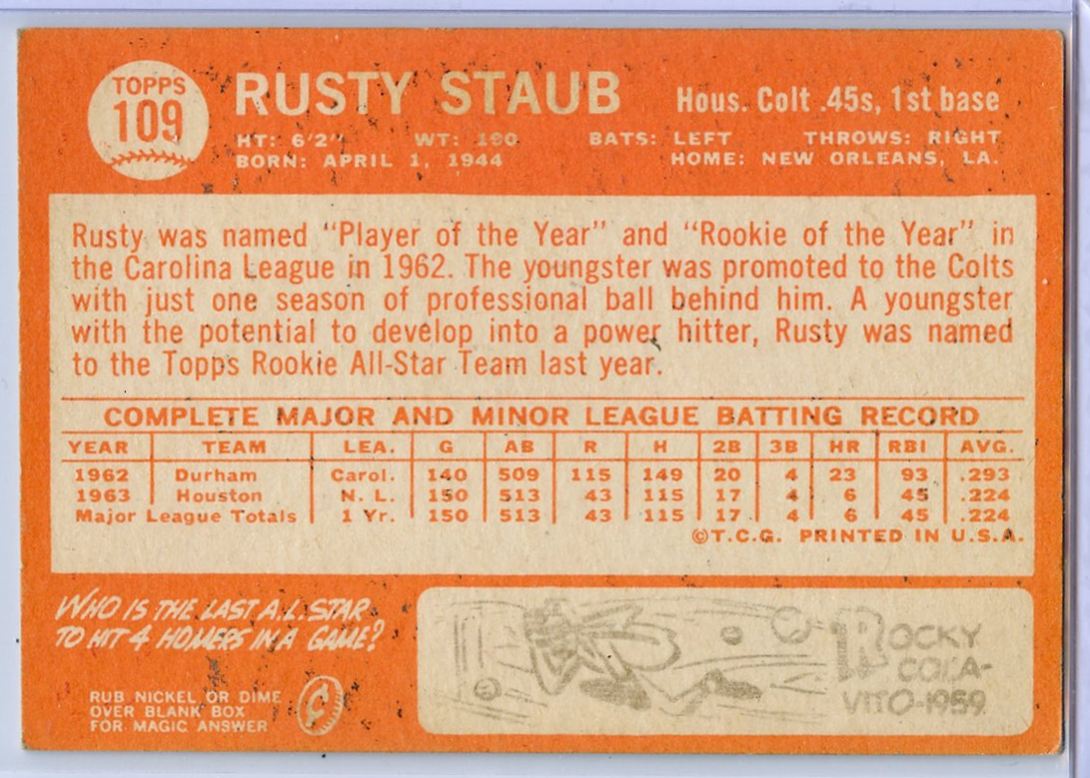 TOPPS
109
RUSTY STAUB
Hous. Colt .45s, 1st base
HT: 6'2" WT: 190 BATS: LEFT THROWS: RIGHT
BORN: APRIL 1, 1944 HOME: NEW ORLEANS, LA.
Rusty was named "Player of the Year" and "Rookie of the Year" in
the Carolina League in 1962. The youngster was promoted to the Colts
with just one season of professional ball behind him. A youngster
with the potential to develop into a power hitter, Rusty was named
to the Topps Rookie All-Star Team last year.
COMPLETE MAJOR AND MINOR LEAGUE BATTING RECORD
YEAR TEAM LEA. G AB R H 2B 3B HR RBI AVG.
1962 Durham Carol. 140 509 115 149 20 4 23 93 .293
1963 Houston N. L. 150 513 43 115 17 4 6 45 .224
Major League Totals 1 Yr. 150 513 43 115 17 4 6 45 .224
©T.C.G. PRINTED IN U.S.A.
WHO IS THE LAST A.L. STAR
TO HIT 4 HOMERS IN A GAME?
RUB NICKEL OR DIME
OVER BLANK BOX
FOR MAGIC ANSWER
ROCKY
COLA-
VITO-1959